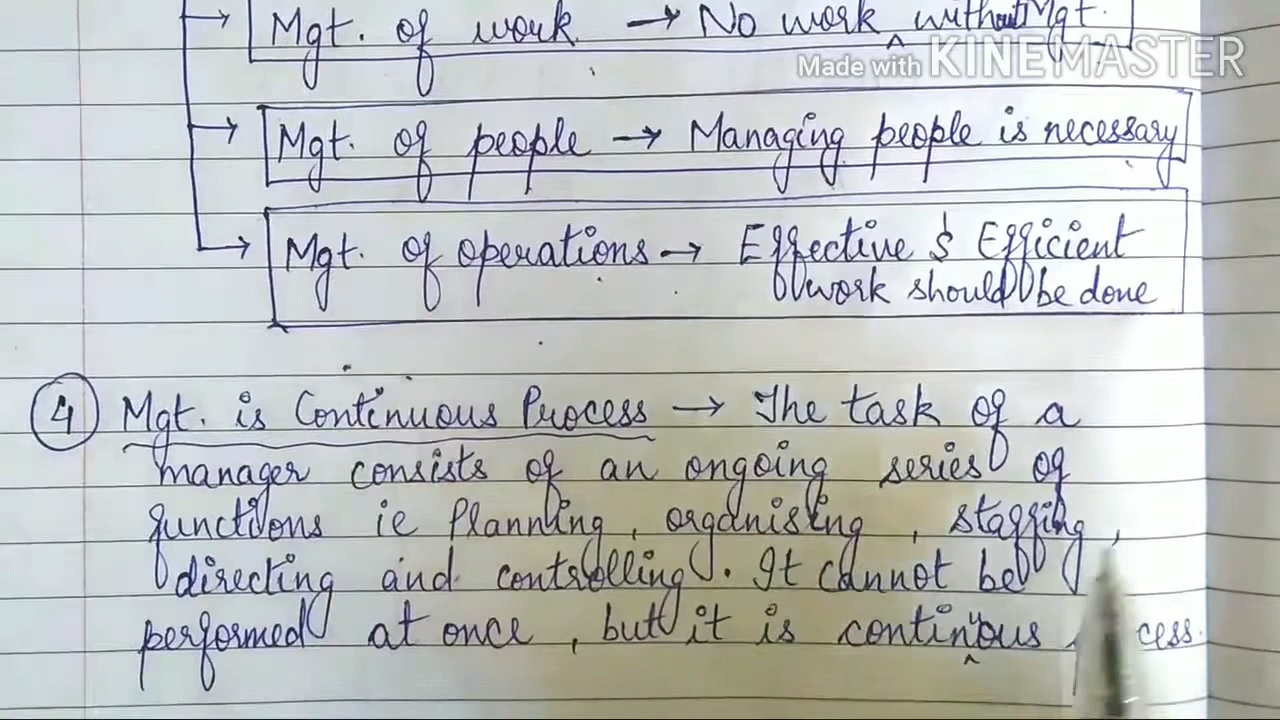 Mgt. of work → No work without Mgt.
Made with KINEMASTER
Mgt. of people → Managing people is necessary
Mgt. of operations → Effective & Efficient
work should be done
4 Mgt. is Continuous Process → The task of a
manager consists of an ongoing series of
functions ie Planning, organising, staffing,
directing and controlling. It cannot be
performed at once, but it is continuous cess.